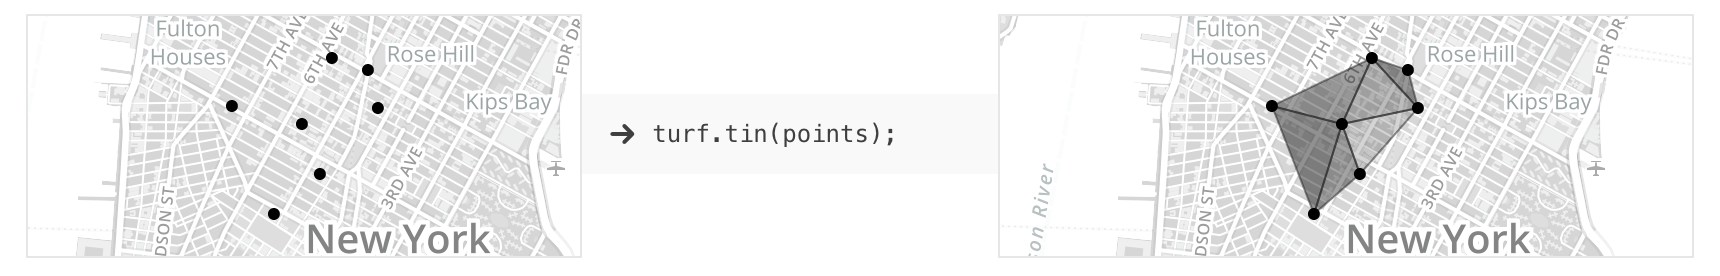 Fulton
Houses
7TH AVE
6TH AVE
Rose Hill
FDR DR
Kips Bay
3RD AVE
DSON ST
New York
→ turf.tin(points);
Fulton
Houses
7TH AVE
6TH AVE
Rose Hill
FDR DR
Kips Bay
3RD AVE
DSON ST
son River
New York